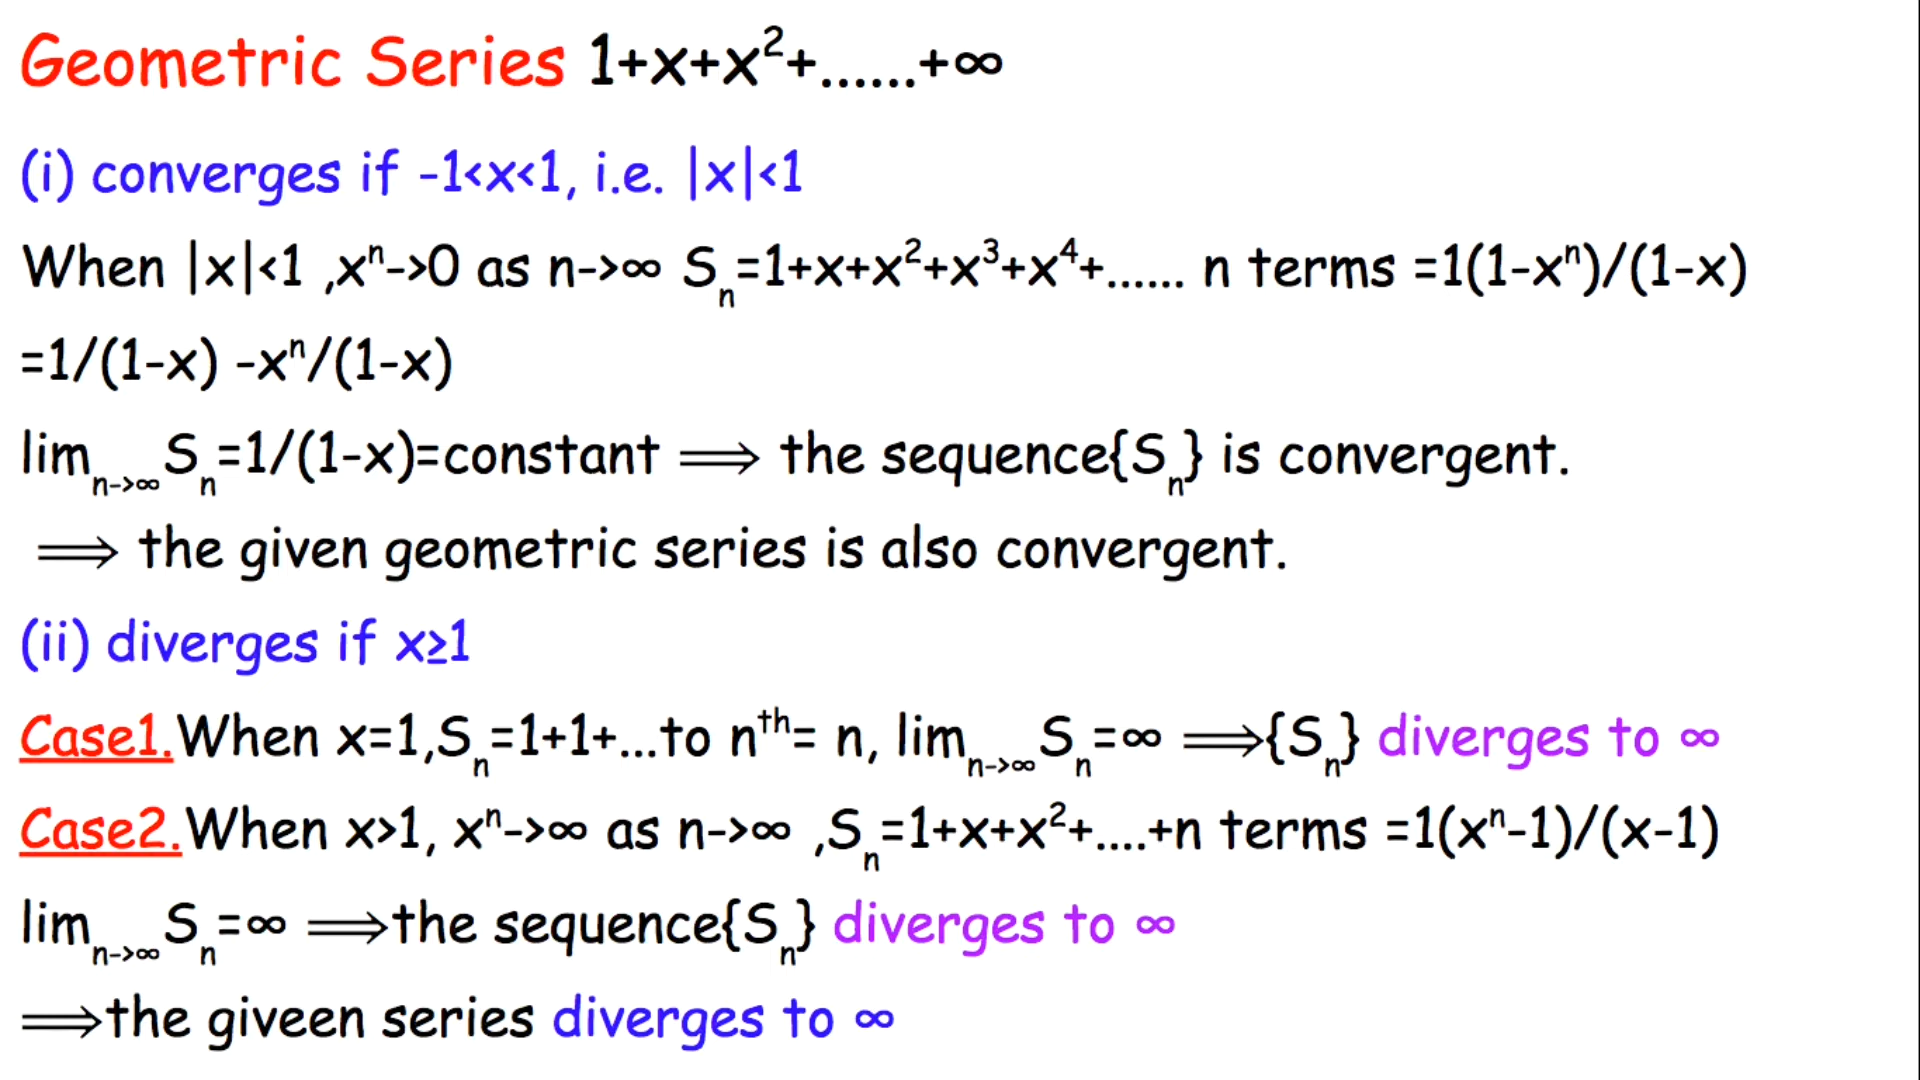 Geometric Series 1+x+x²+......+∞
(i) converges if -1<x<1, i.e. |x|<1
When |x|<1 ,xⁿ->0 as n->∞ Sₙ=1+x+x²+x³+x⁴+...... n terms =1(1-xⁿ)/(1-x)
=1/(1-x) -xⁿ/(1-x)
lim n->∞ Sₙ=1/(1-x)=constant ⟹ the sequence{Sₙ} is convergent.
⟹ the given geometric series is also convergent.
(ii) diverges if x≥1
Case1.When x=1,Sₙ=1+1+...to nᵗʰ= n, lim n->∞ Sₙ=∞ ⟹{Sₙ} diverges to ∞
Case2.When x>1, xⁿ->∞ as n->∞ ,Sₙ=1+x+x²+....+n terms =1(xⁿ-1)/(x-1)
lim n->∞ Sₙ=∞ ⟹the sequence{Sₙ} diverges to ∞
⟹the giveen series diverges to ∞